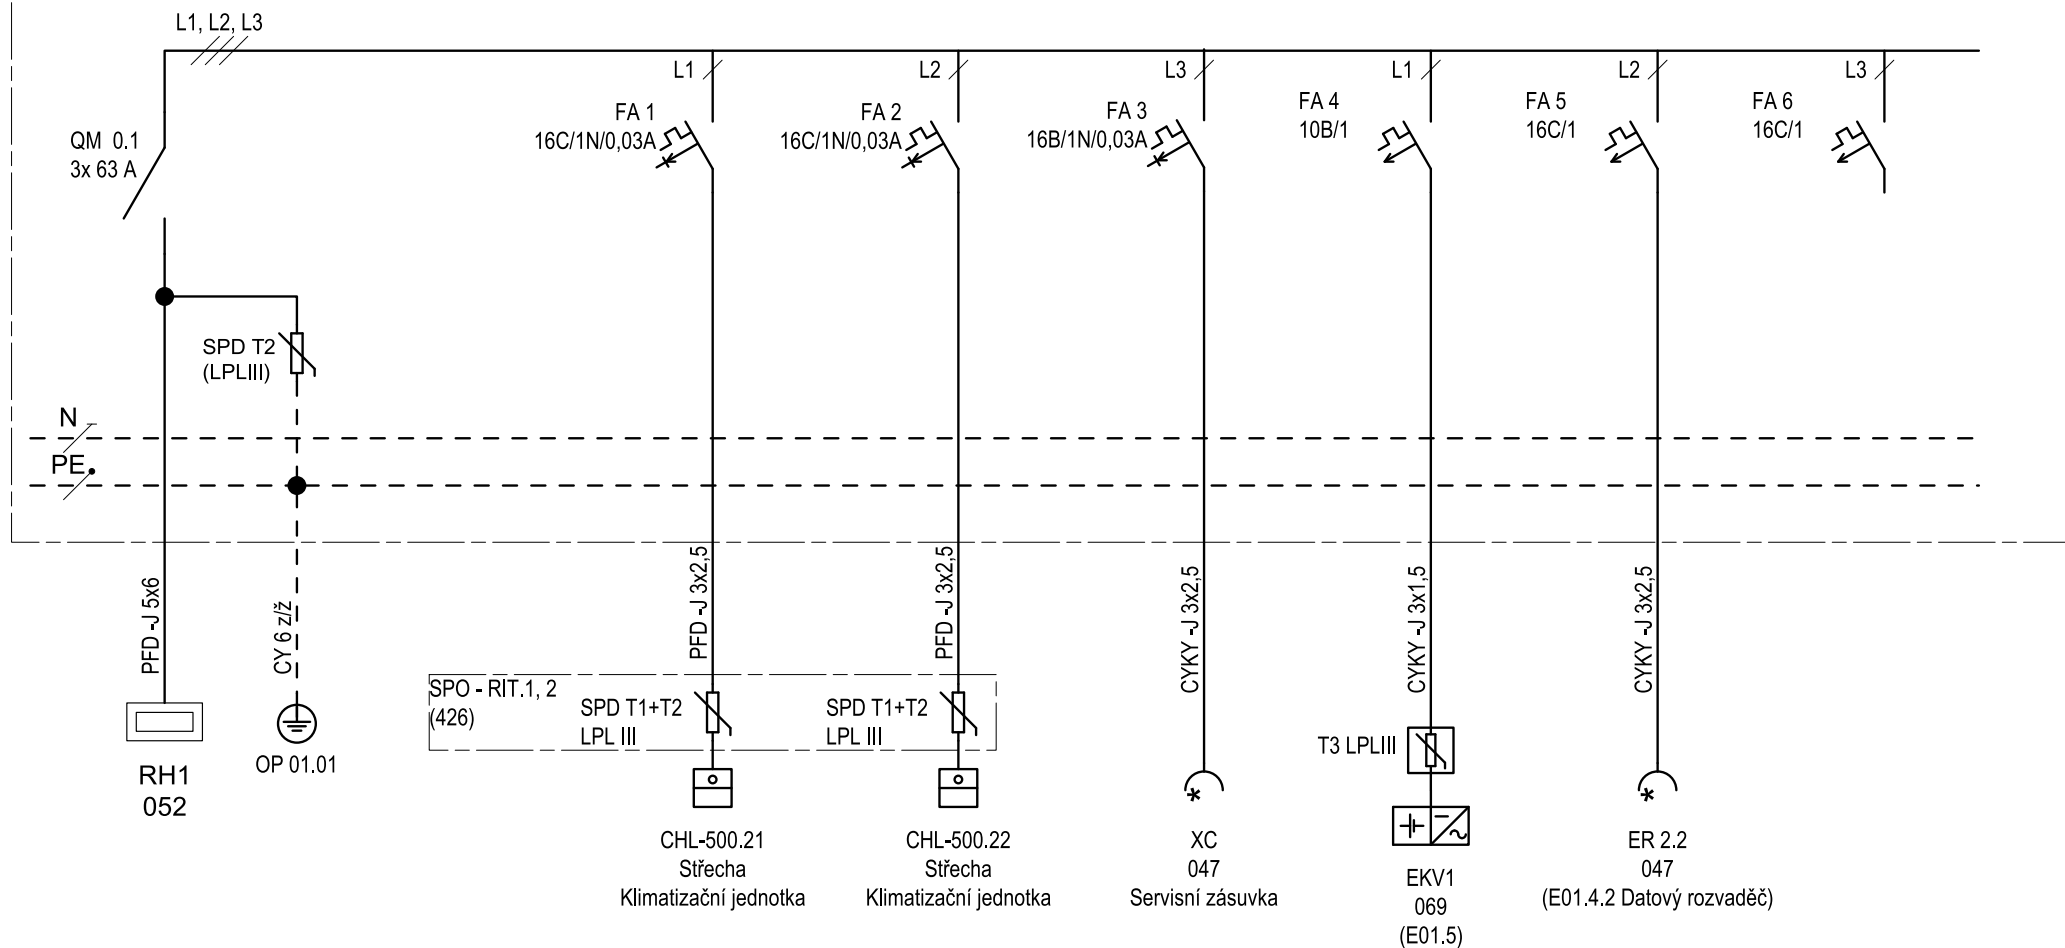 L1, L2, L3
L1
L2
L3
L1
L2
L3
QM 0.1
3x 63 A
FA 1
16C/1N/0,03A
FA 2
16C/1N/0,03A
FA 3
16B/1N/0,03A
FA 4
10B/1
FA 5
16C/1
FA 6
16C/1
SPD T2
(LPLIII)
N
PE
PFD -J 5x6
CY 6 z/ž
PFD -J 3x2,5
PFD -J 3x2,5
CYKY -J 3x2,5
CYKY -J 3x1,5
CYKY -J 3x2,5
SPO - RIT.1, 2
(426)
SPD T1+T2
LPL III
SPD T1+T2
LPL III
T3 LPLIII
RH1
052
OP 01.01
CHL-500.21
Střecha
Klimatizační jednotka
CHL-500.22
Střecha
Klimatizační jednotka
XC
047
Servisní zásuvka
EKV1
069
(E01.5)
ER 2.2
047
(E01.4.2 Datový rozvaděč)